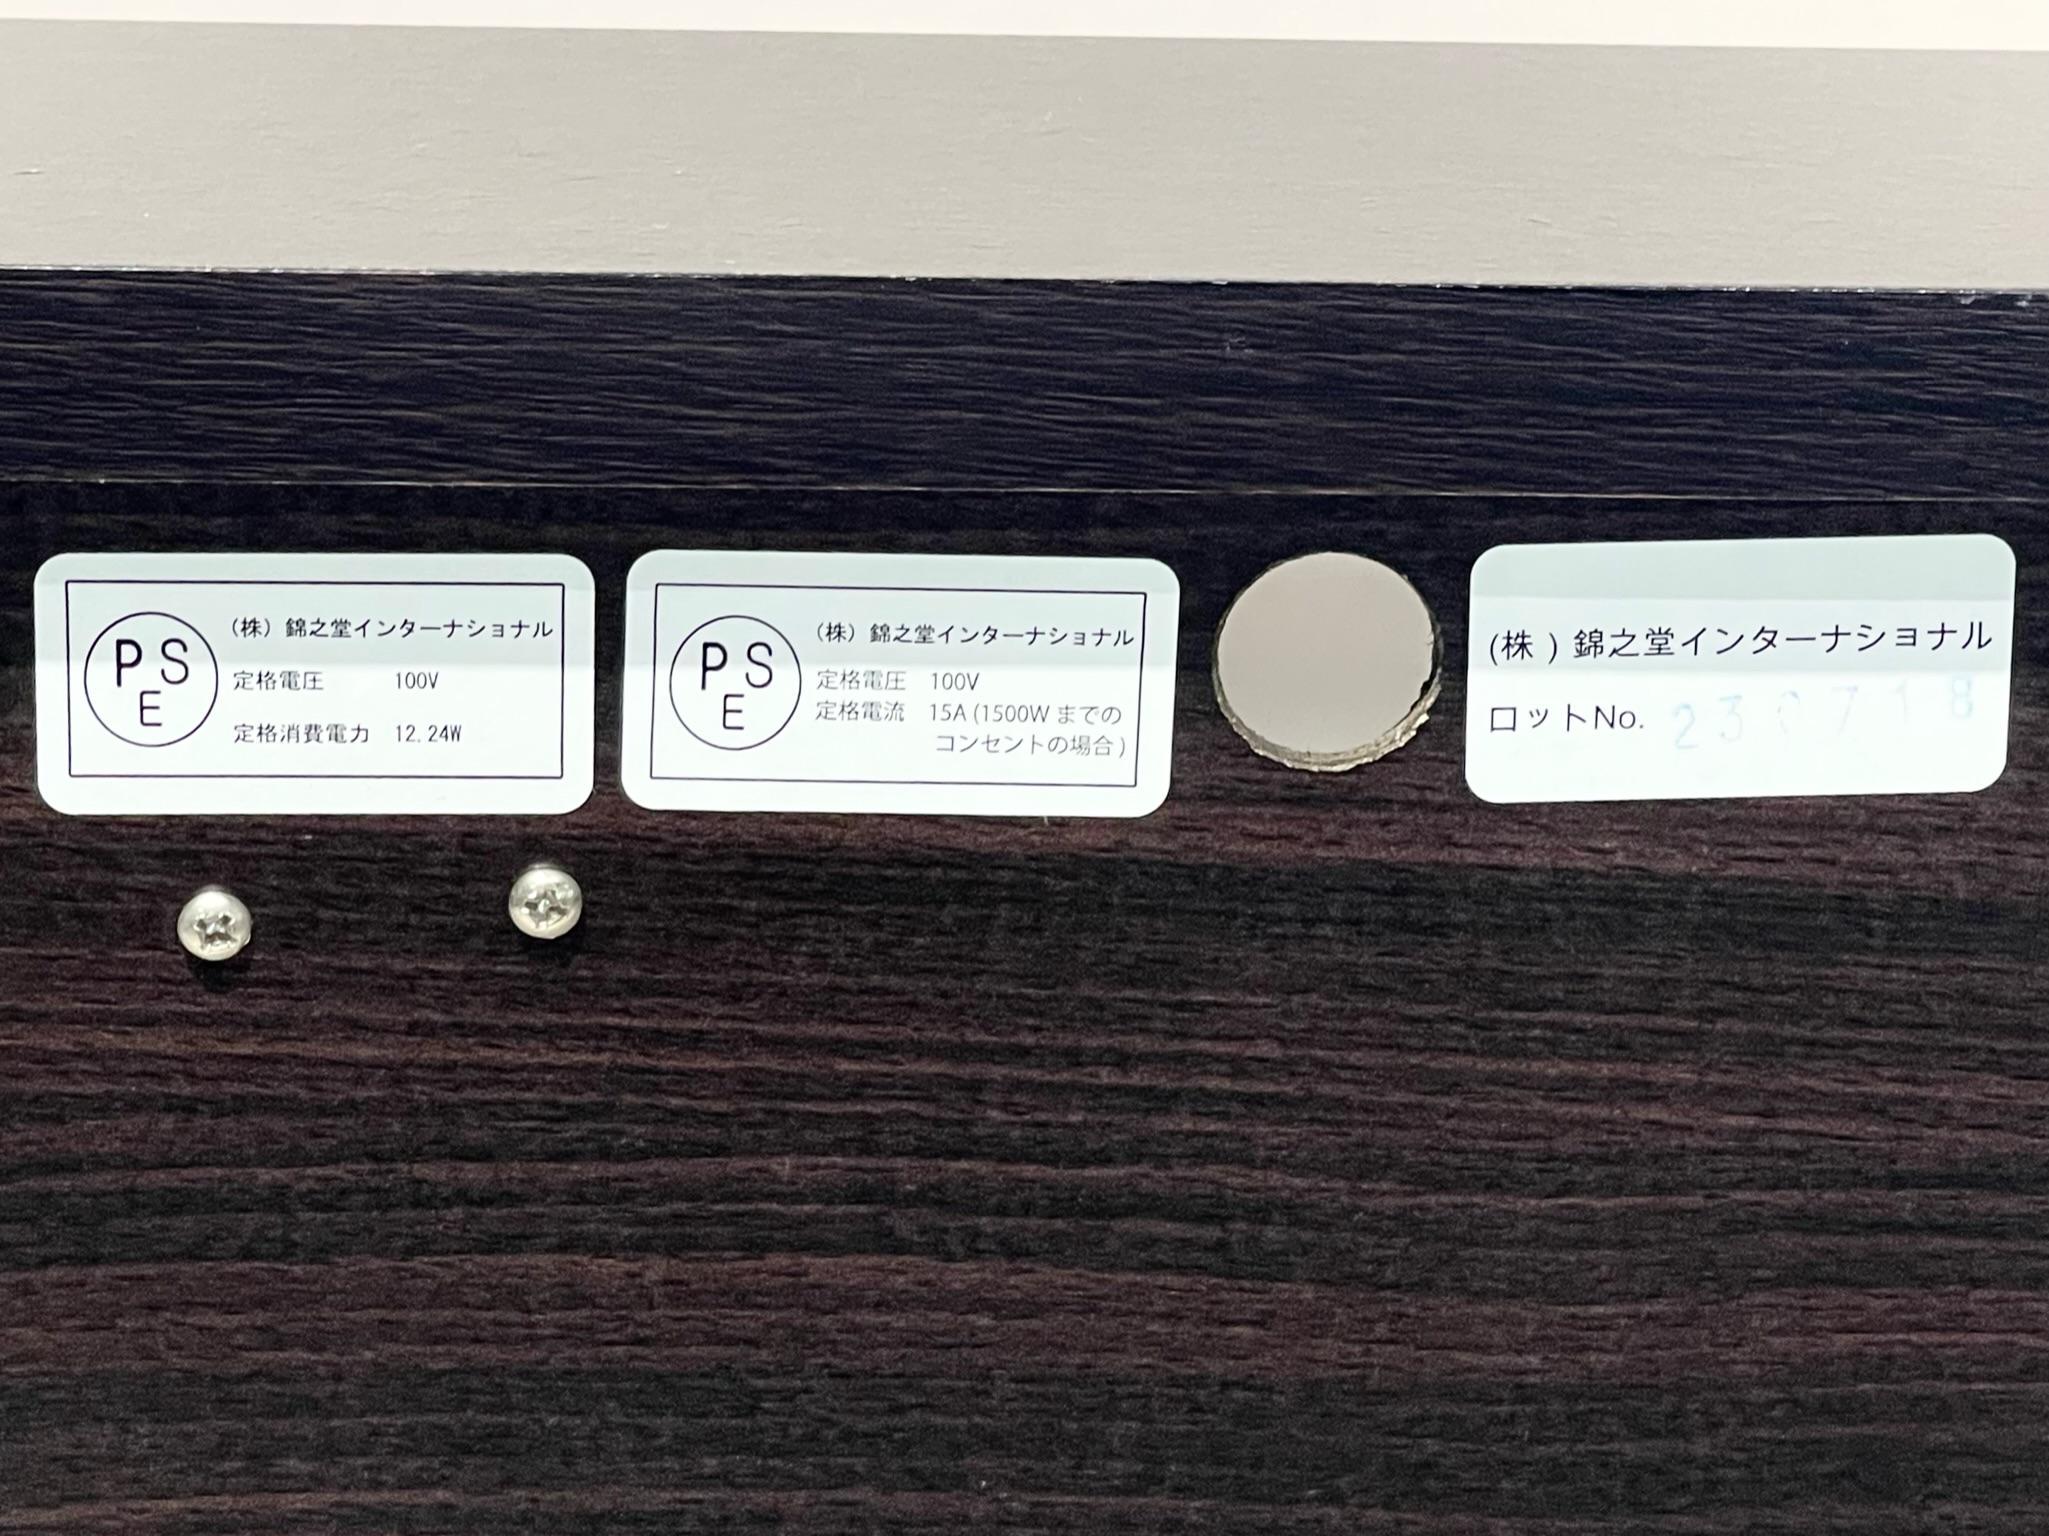 PSE
(株) 錦之堂インターナショナル
定格電圧 100V
定格消費電力 12.24W
PSE
(株) 錦之堂インターナショナル
定格電圧 100V
定格電流 15A (1500W までの
コンセントの場合)
(株) 錦之堂インターナショナル
ロットNo. 230718